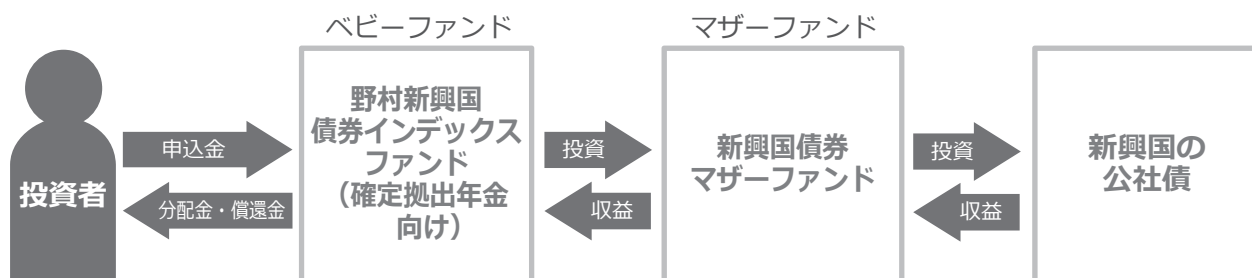 ベビーファンド
マザーファンド
投資者
申込金
分配金・償還金
野村新興国
債券インデックス
ファンド
（確定拠出年金
向け）
投資
収益
新興国債券
マザーファンド
投資
収益
新興国の
公社債